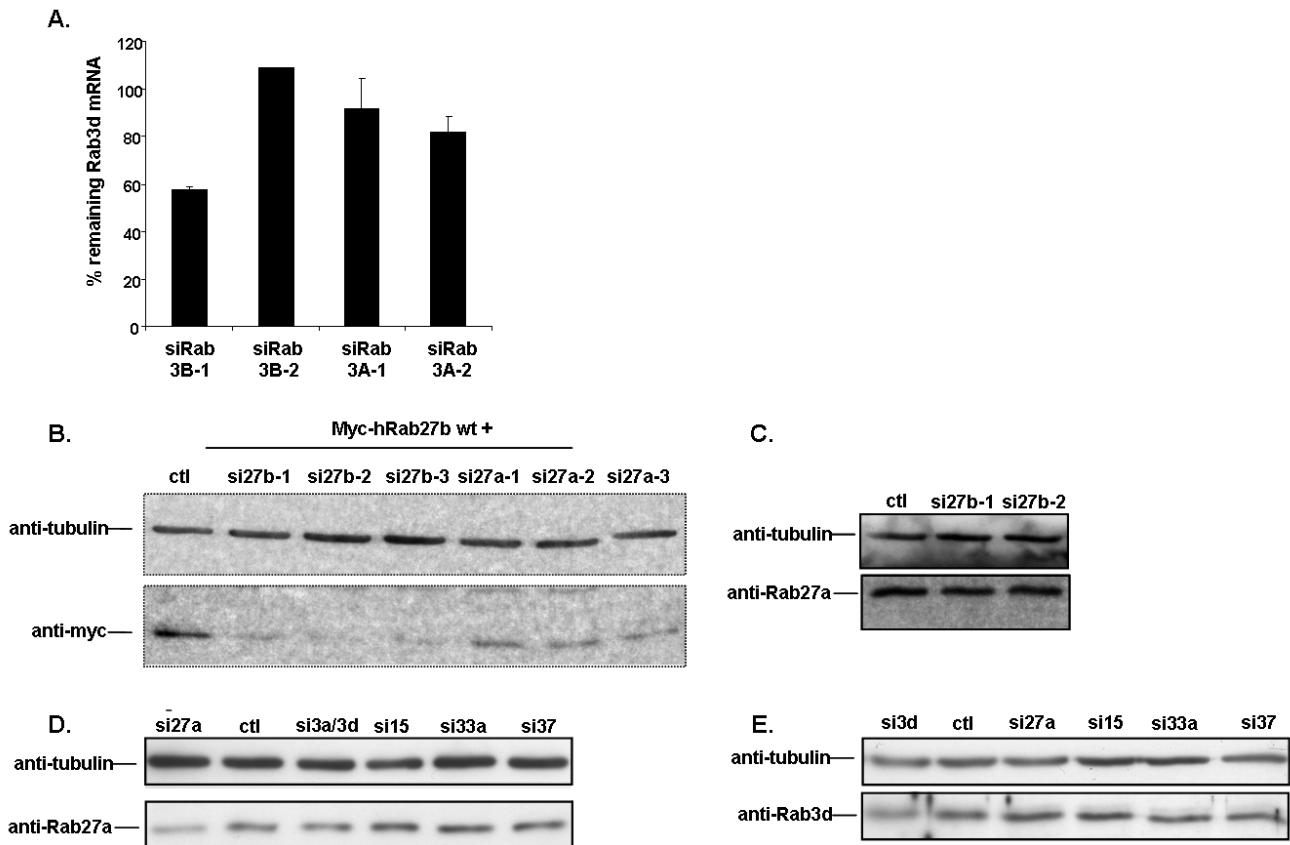 A.
% remaining Rab3d mRNA
120
100
80
60
40
20
0
siRab siRab siRab siRab
3B-1 3B-2 3A-1 3A-2
B.
Myc-hRab27b wt +
ctl si27b-1 si27b-2 si27b-3 si27a-1 si27a-2 si27a-3
anti-tubulin
anti-myc
C.
ctl si27b-1 si27b-2
anti-tubulin
anti-Rab27a
D.
si27a ctl si3a/3d si15 si33a si37
anti-tubulin
anti-Rab27a
E.
si3d ctl si27a si15 si33a si37
anti-tubulin
anti-Rab3d